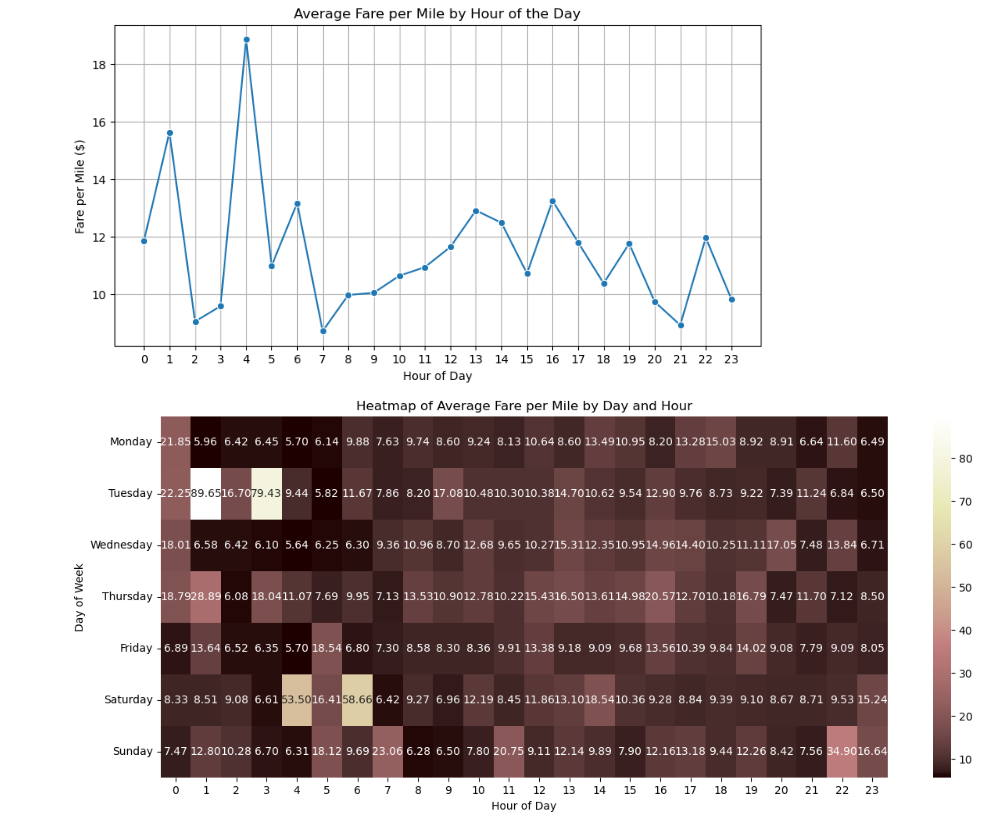 Average Fare per Mile by Hour of the Day
18
16
14
12
10
Fare per Mile ($)
0 1 2 3 4 5 6 7 8 9 10 11 12 13 14 15 16 17 18 19 20 21 22 23
Hour of Day
Heatmap of Average Fare per Mile by Day and Hour
Monday 21.85 5.96 6.42 6.45 5.70 6.14 9.88 7.63 9.74 8.60 9.24 8.13 10.64 8.60 13.49 10.95 8.20 13.28 15.03 8.92 8.91 6.64 11.60 6.49
Tuesday 22.25 89.65 16.70 79.43 9.44 5.82 11.67 7.86 8.20 17.08 10.48 10.30 10.38 14.70 10.62 9.54 12.90 9.76 8.73 9.22 7.39 11.24 6.84 6.50
Wednesday 18.01 6.58 6.42 6.10 5.64 6.25 6.30 9.36 10.96 8.70 12.68 9.65 10.27 15.31 12.35 10.95 14.96 14.40 10.25 11.11 17.05 7.48 13.84 6.71
Thursday 18.79 28.89 6.08 18.04 11.07 7.69 9.95 7.13 13.53 10.90 12.78 10.22 15.43 16.50 13.61 14.98 20.57 12.70 10.18 16.79 7.47 11.70 7.12 8.50
Friday 6.89 13.64 6.52 6.35 5.70 18.54 6.80 7.30 8.58 8.30 8.36 9.91 13.38 9.18 9.09 9.68 13.56 10.39 9.84 14.02 9.08 7.79 9.09 8.05
Saturday 8.33 8.51 9.08 6.61 53.50 16.41 58.66 6.42 9.27 6.96 12.19 8.45 11.86 13.10 18.54 10.36 9.28 8.84 9.39 9.10 8.67 8.71 9.53 15.24
Sunday 7.47 12.80 10.28 6.70 6.31 18.12 9.69 23.06 6.28 6.50 7.80 20.75 9.11 12.14 9.89 7.90 12.16 13.18 9.44 12.26 8.42 7.56 34.90 16.64
Day of Week
0 1 2 3 4 5 6 7 8 9 10 11 12 13 14 15 16 17 18 19 20 21 22 23
Hour of Day
80
70
60
50
40
30
20
10